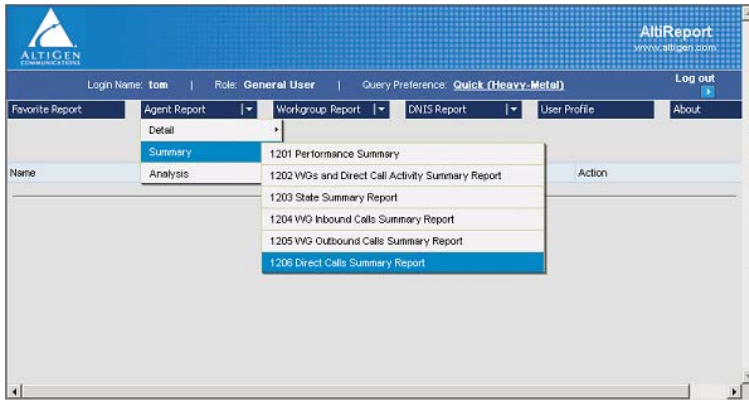 ALTIGEN
COMMUNICATIONS
AltiReport
www.altigen.com
Login Name: tom | Role: General User | Query Preference: Quick (Heavy-Metal)
Log out
Favorite Report Agent Report Workgroup Report DNIS Report User Profile About
Detail
Summary
Analysis
1201 Performance Summary
1202 WGs and Direct Call Activity Summary Report
1203 State Summary Report
1204 WG Inbound Calls Summary Report
1205 WG Outbound Calls Summary Report
1206 Direct Calls Summary Report
Name Action